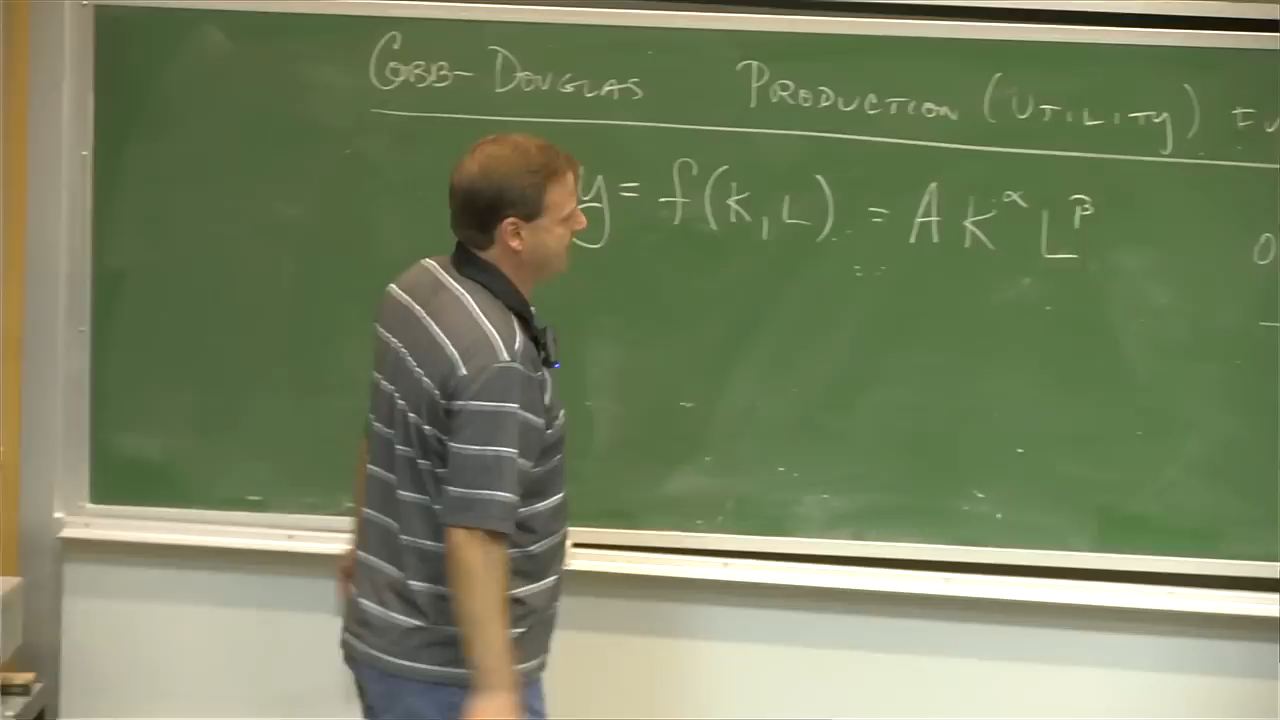 COBB-DOUGLAS PRODUCTION (UTILITY)
y = f(K, L) = A K^α L^β